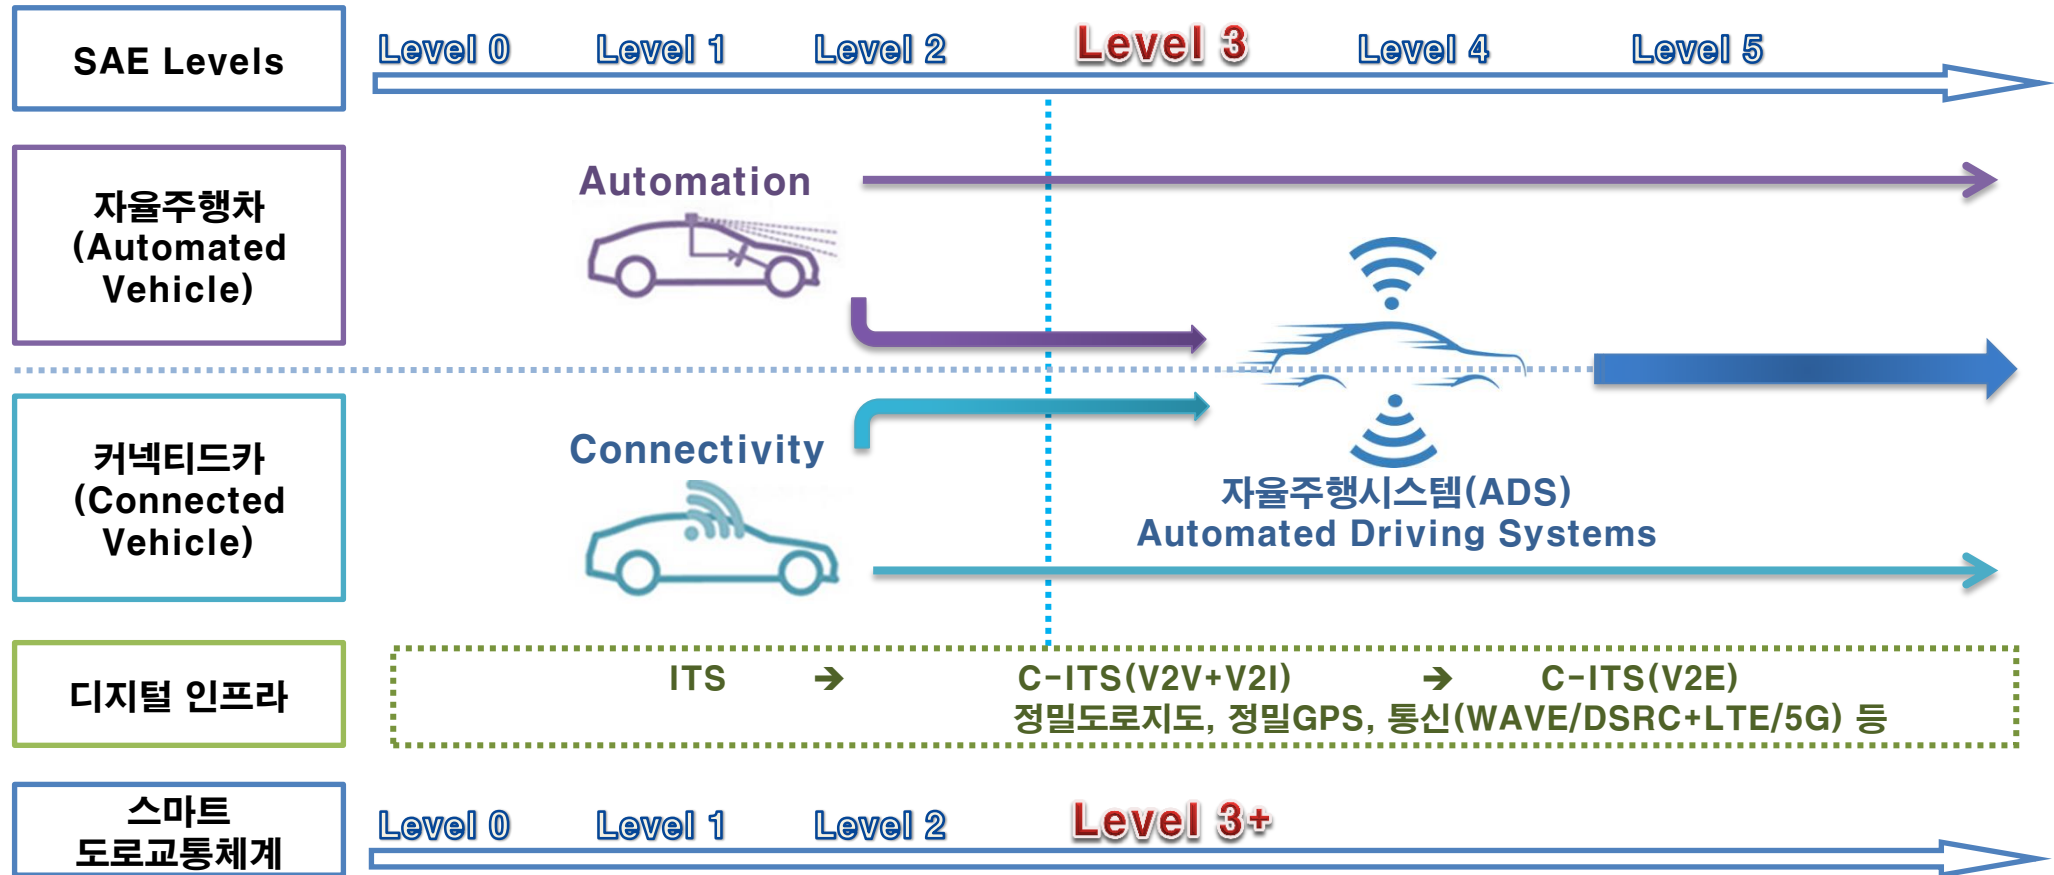 SAE Levels
Level 0 Level 1 Level 2 Level 3 Level 4 Level 5
자율주행차
(Automated
Vehicle)
Automation
커넥티드카
(Connected
Vehicle)
Connectivity
자율주행시스템(ADS)
Automated Driving Systems
디지털 인프라
ITS ➔ C-ITS(V2V+V2I) ➔ C-ITS(V2E)
정밀도로지도, 정밀GPS, 통신(WAVE/DSRC+LTE/5G) 등
스마트
도로교통체계
Level 0 Level 1 Level 2 Level 3+